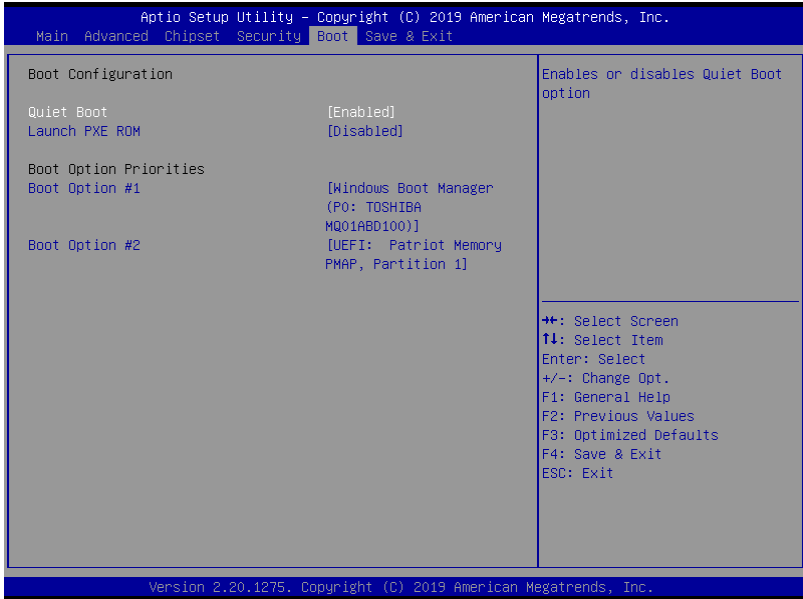 Aptio Setup Utility – Copyright (C) 2019 American Megatrends, Inc.
Main Advanced Chipset Security Boot Save & Exit
Boot Configuration
Quiet Boot [Enabled]
Launch PXE ROM [Disabled]
Boot Option Priorities
Boot Option #1 [Windows Boot Manager
(P0: TOSHIBA
MQ01ABD100)]
Boot Option #2 [UEFI: Patriot Memory
PMAP, Partition 1]
Enables or disables Quiet Boot
option
→←: Select Screen
↑↓: Select Item
Enter: Select
+/-: Change Opt.
F1: General Help
F2: Previous Values
F3: Optimized Defaults
F4: Save & Exit
ESC: Exit
Version 2.20.1275. Copyright (C) 2019 American Megatrends, Inc.